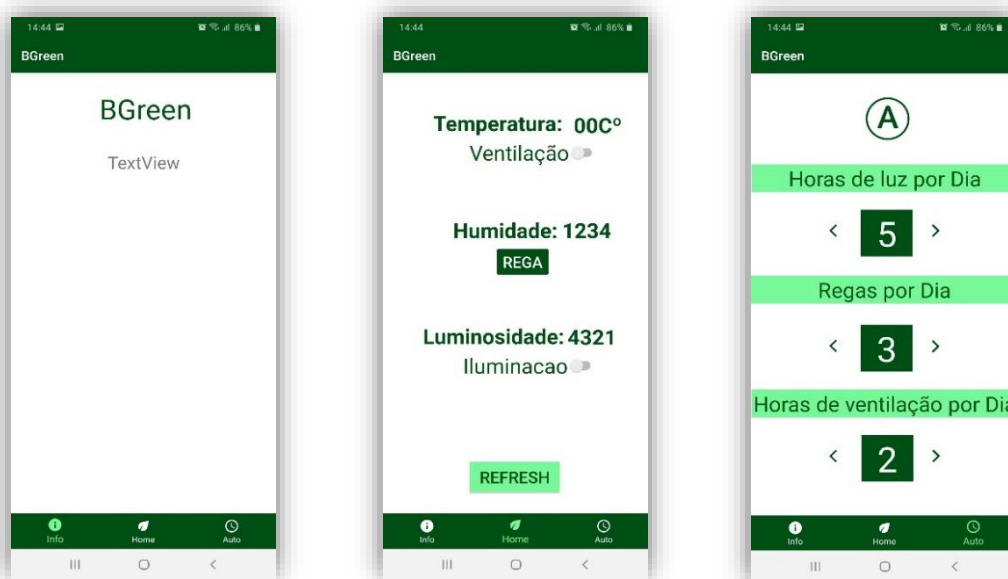 14:44 86%
BGreen
BGreen
TextView
Info Home Auto
14:44 86%
BGreen
Temperatura: 00Cº
Ventilação
Humidade: 1234
REGA
Luminosidade: 4321
Iluminacao
REFRESH
Info Home Auto
14:44 86%
BGreen
A
Horas de luz por Dia
< 5 >
Regas por Dia
< 3 >
Horas de ventilação por Dia
< 2 >
Info Home Auto